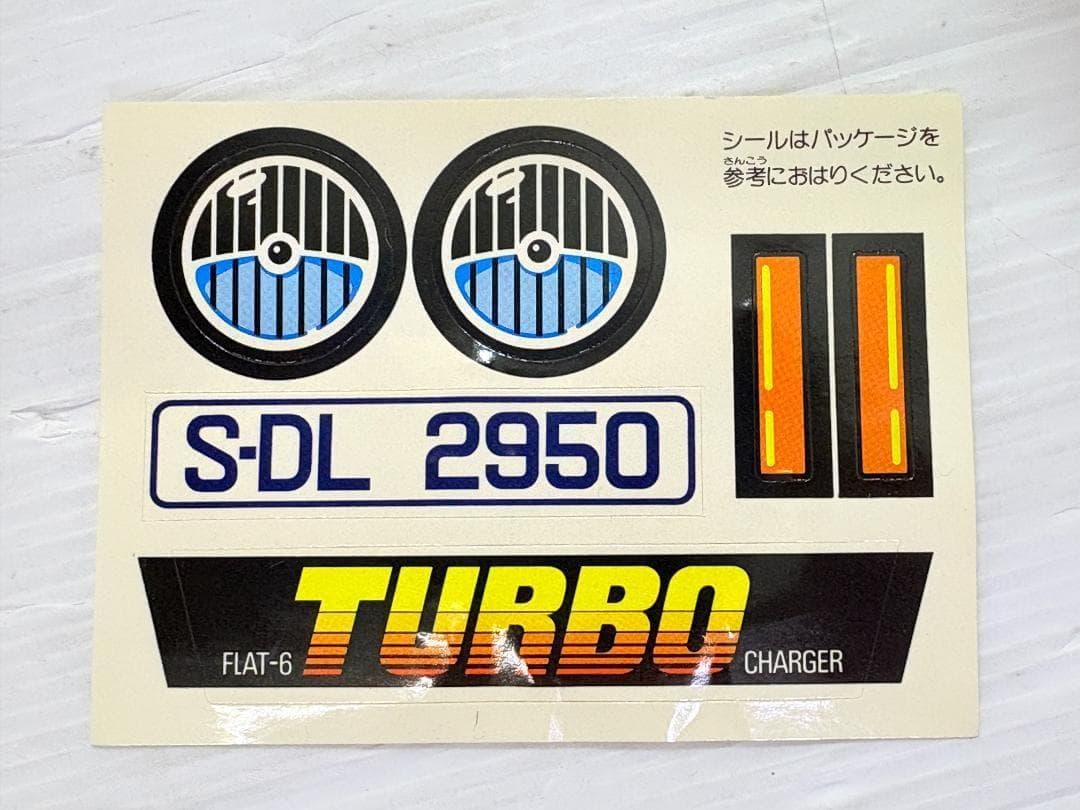 シールはパッケージを
さんこう
参考におはりください。
S-DL 2950
FLAT-6 TURBO CHARGER